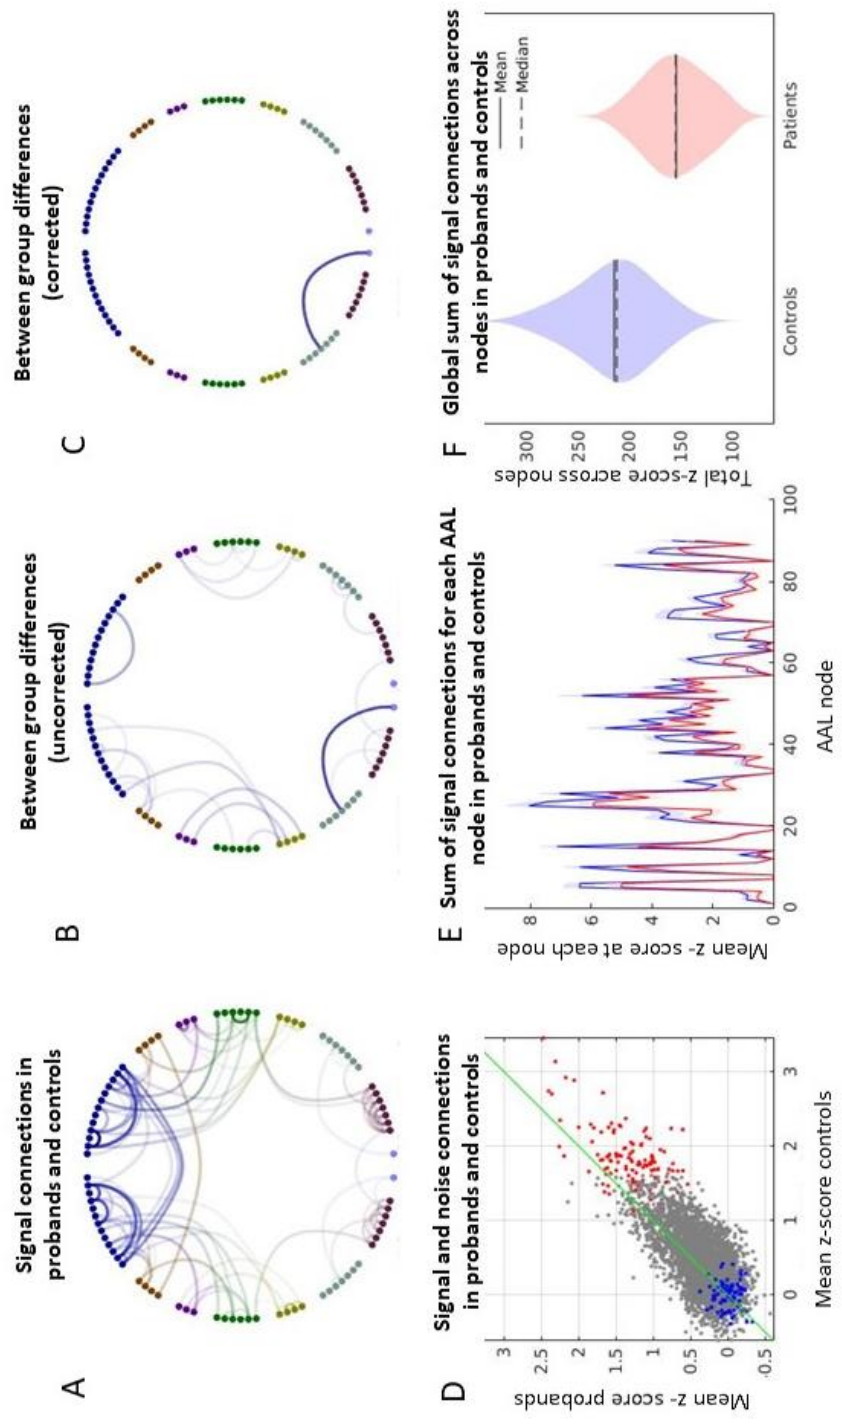 A
Signal connections in
probands and controls
B
Between group differences
(uncorrected)
C
Between group differences
(corrected)
D
Signal and noise connections
in probands and controls
Mean z- score probands
3
2.5
2
1.5
1
0.5
0
-0.5
0
1
2
3
Mean z-score controls
E
Sum of signal connections for each AAL
node in probands and controls
Mean z- score at each node
8
6
4
2
0
0
20
40
60
80
100
AAL node
F
Global sum of signal connections across
nodes in probands and controls
Mean
Median
Total z-score across nodes
300
250
200
150
100
Controls
Patients